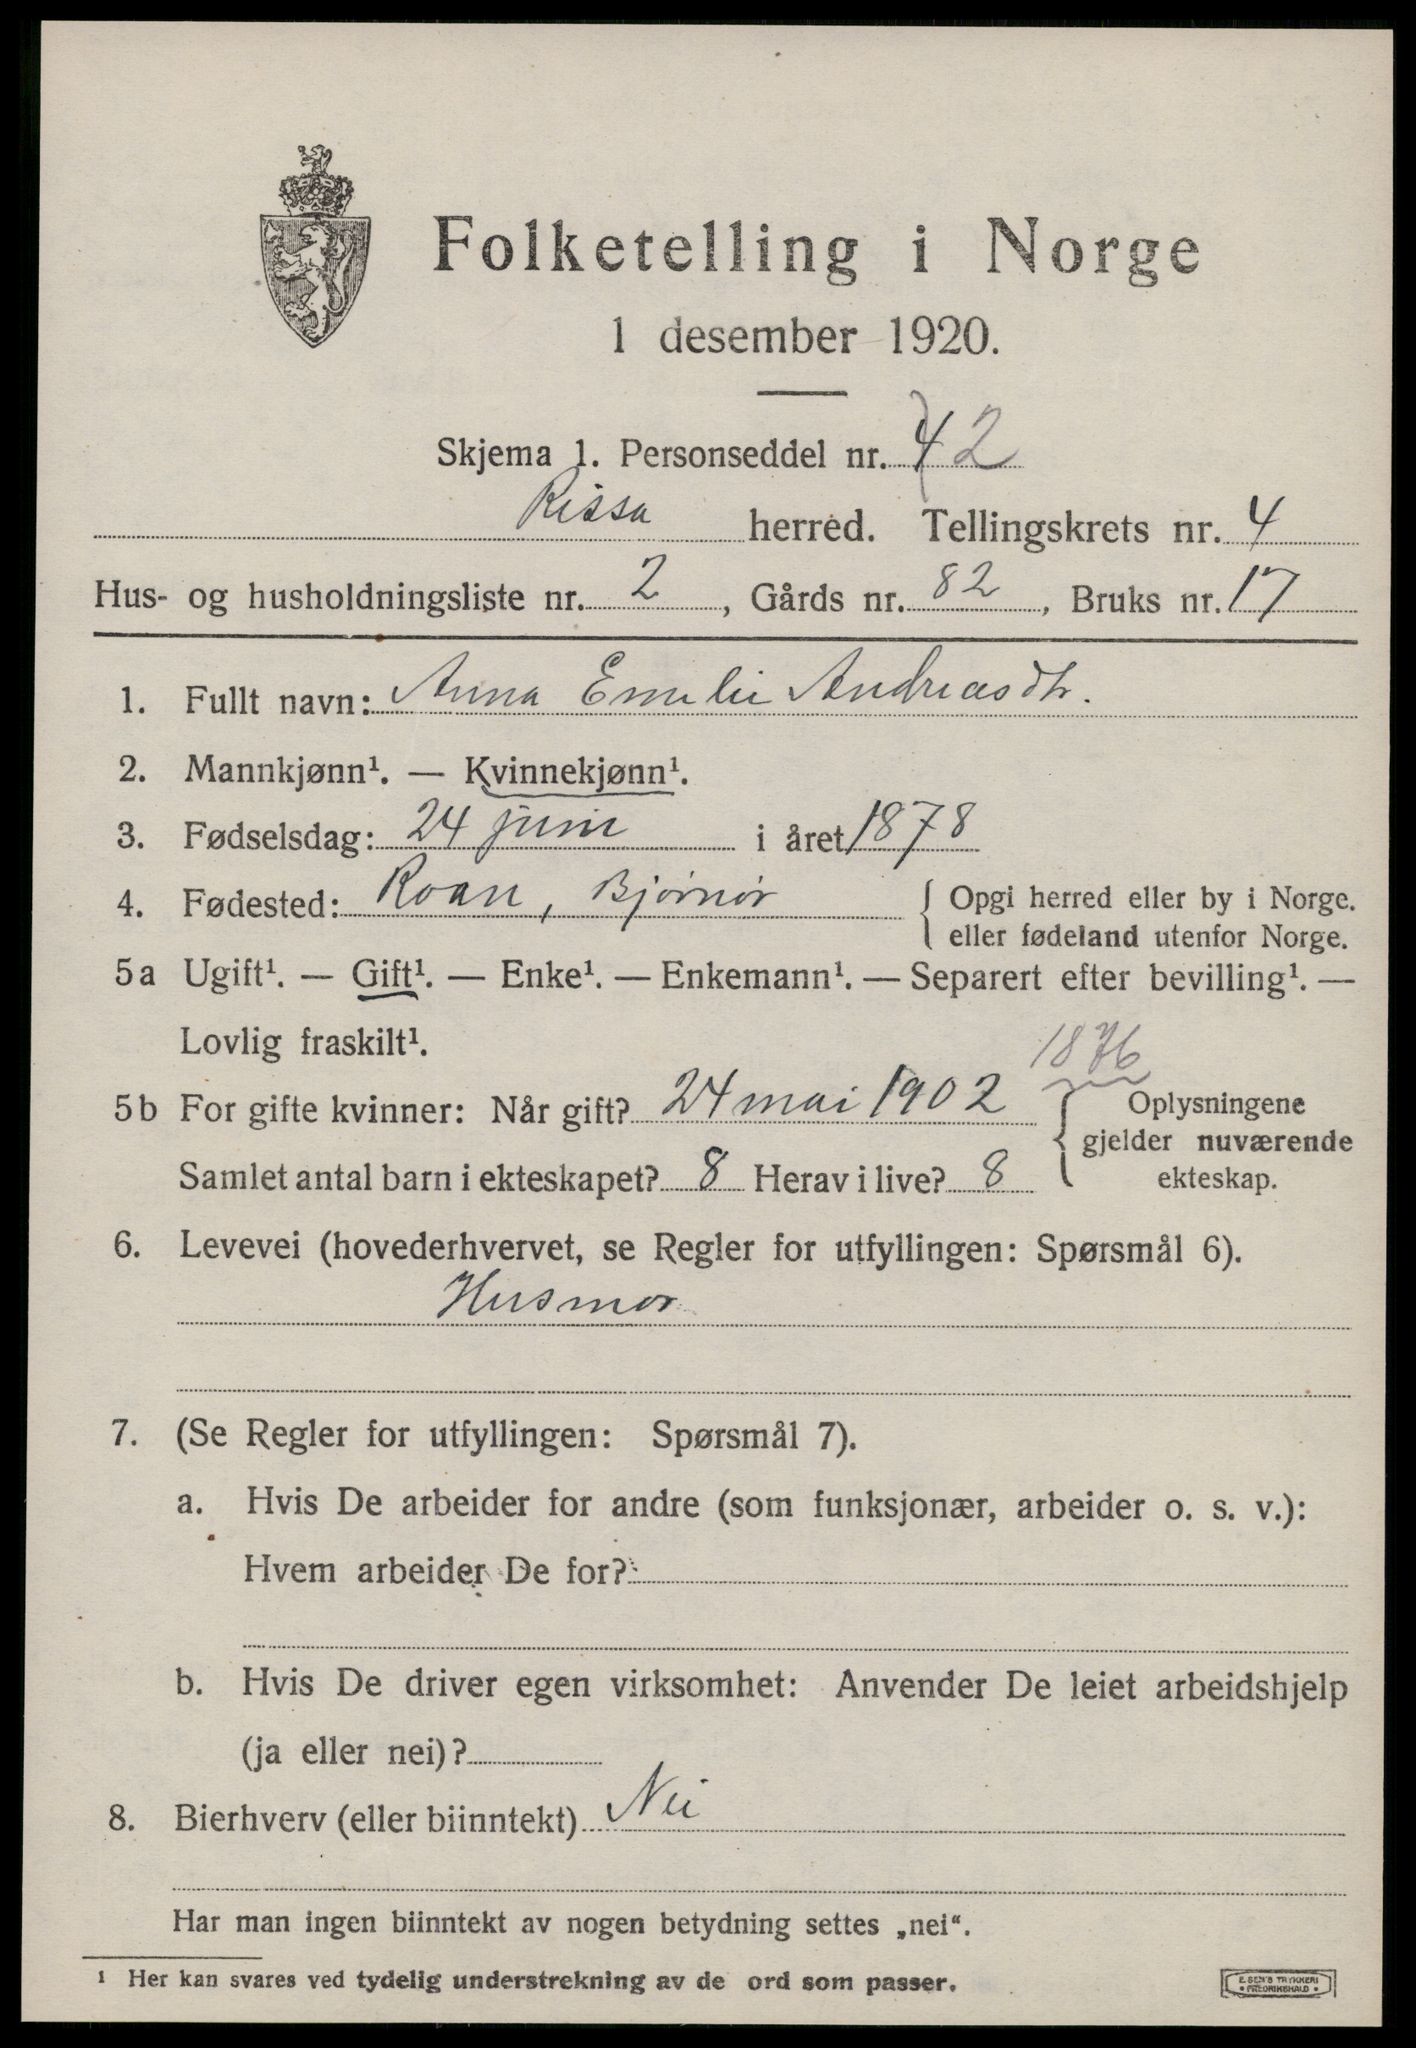 Folketelling i Norge
1 desember 1920.
Skjema 1. Personseddel nr. 4 2
Rissa herred. Tellingskrets nr. 4
Hus- og husholdningsliste nr. 2, Gårds nr. 82, Bruks nr. 17
1. Fullt navn: Anna Emelie Andreasdtr.
2. Mannkjønn¹. — Kvinnekjønn¹.
3. Fødselsdag: 24 juni i året 1878
4. Fødested: Roan, Bjørnør { Opgi herred eller by i Norge.
eller fødeland utenfor Norge.
5a Ugift¹. — Gift¹. — Enke¹. — Enkemann¹. — Separert efter bevilling¹. —
Lovlig fraskilt¹.
1876
5b For gifte kvinner: Når gift? 24 mai 1902 { Oplysningene
gjelder nuværende
Samlet antal barn i ekteskapet? 8 Herav i live? 8 ekteskap.
6. Levevei (hovederhvervet, se Regler for utfyllingen: Spørsmål 6).
Husmor
7. (Se Regler for utfyllingen: Spørsmål 7).
a. Hvis De arbeider for andre (som funksjonær, arbeider o. s. v.):
Hvem arbeider De for?
b. Hvis De driver egen virksomhet: Anvender De leiet arbeidshjelp
(ja eller nei)?
8. Bierhverv (eller biinntekt) Nei
Har man ingen biinntekt av nogen betydning settes „nei“.
¹ Her kan svares ved tydelig understrekning av de ord som passer.
E. SEM'S TRYKKERI
• FREDRIKSHALD •